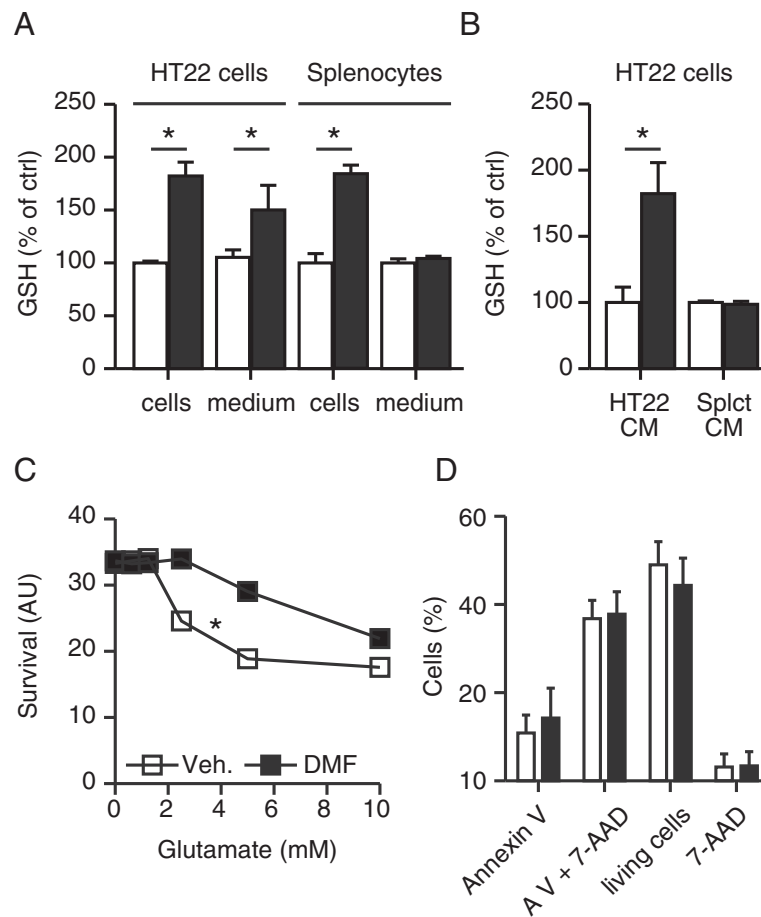 A
HT22 cells
Splenocytes
GSH (% of ctrl)
250
200
150
100
50
0
*
*
*
cells
medium
cells
medium
B
HT22 cells
GSH (% of ctrl)
250
200
150
100
50
0
*
HT22
CM
Splct
CM
C
Survival (AU)
40
30
20
10
0
*
Veh.
DMF
0
2
4
6
8
10
Glutamate (mM)
D
Cells (%)
60
40
20
10
Annexin V
A V + 7-AAD
living cells
7-AAD